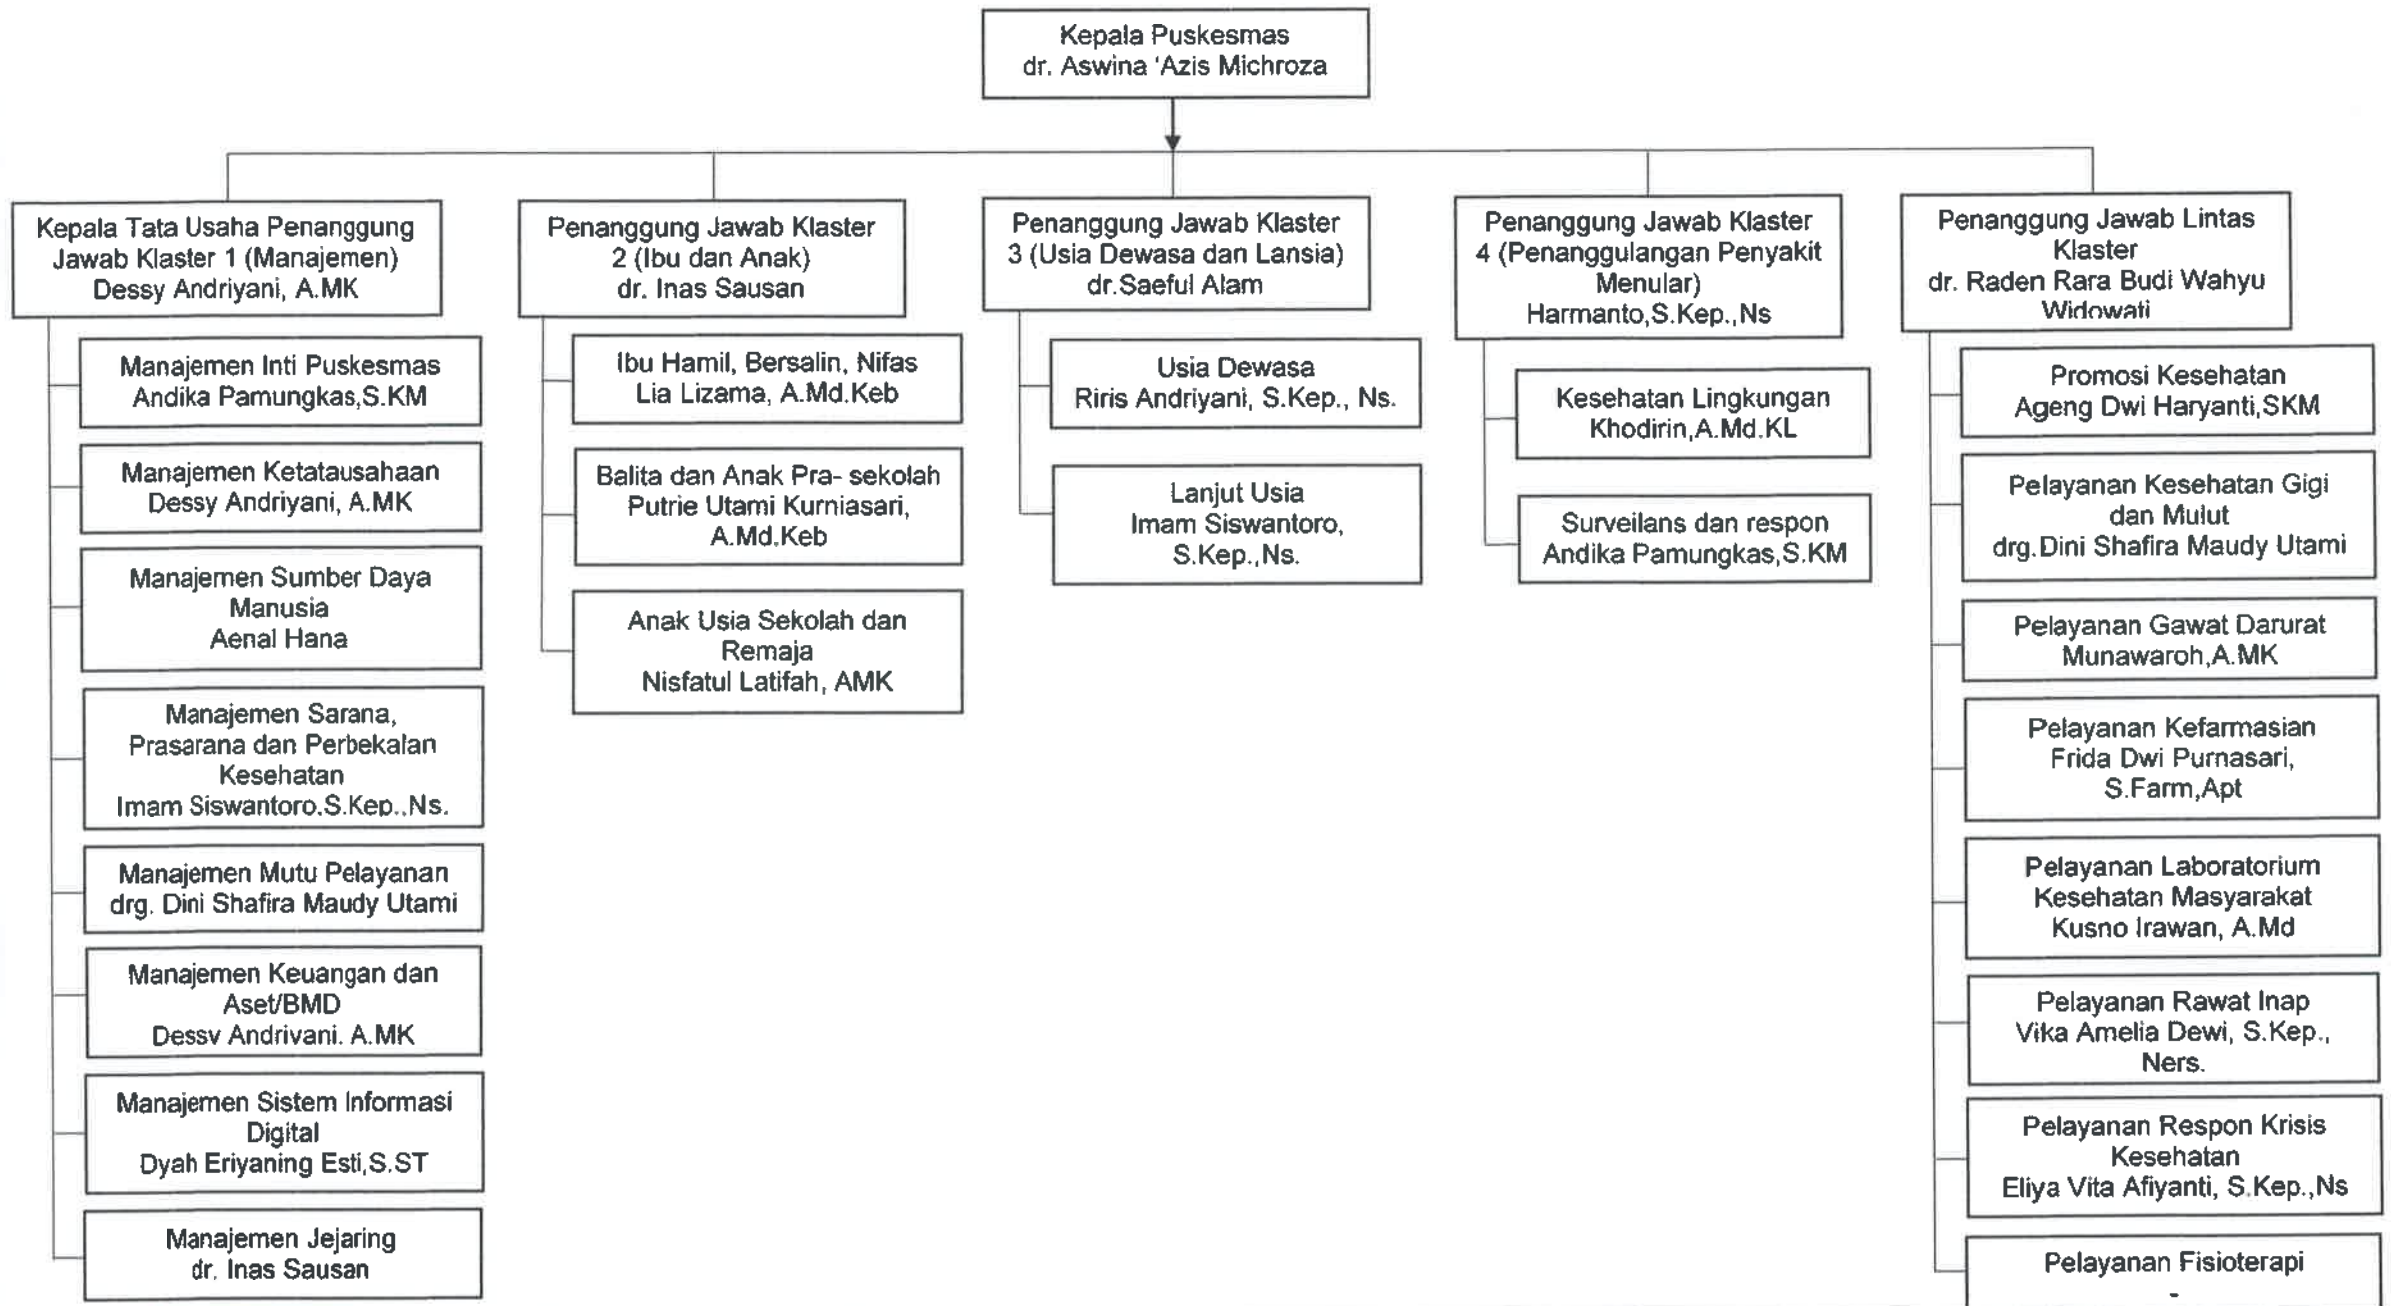 Kepala Puskesmas
dr. Aswina 'Azis Michroza
Kepala Tata Usaha Penanggung
Jawab Klaster 1 (Manajemen)
Dessy Andriyani, A.MK
Manajemen Inti Puskesmas
Andika Pamungkas,S.KM
Manajemen Ketatausahaan
Dessy Andriyani, A.MK
Manajemen Sumber Daya
Manusia
Aenal Hana
Manajemen Sarana,
Prasarana dan Perbekalan
Kesehatan
Imam Siswantoro,S.Kep.,Ns.
Manajemen Mutu Pelayanan
drg. Dini Shafira Maudy Utami
Manajemen Keuangan dan
Aset/BMD
Dessy Andriyani, A.MK
Manajemen Sistem Informasi
Digital
Dyah Eriyaning Esti,S.ST
Manajemen Jejaring
dr. Inas Sausan
Penanggung Jawab Klaster
2 (Ibu dan Anak)
dr. Inas Sausan
Ibu Hamil, Bersalin, Nifas
Lia Lizama, A.Md.Keb
Balita dan Anak Pra- sekolah
Putrie Utami Kurniasari,
A.Md.Keb
Anak Usia Sekolah dan
Remaja
Nisfatul Latifah, AMK
Penanggung Jawab Klaster
3 (Usia Dewasa dan Lansia)
dr.Saeful Alam
Usia Dewasa
Riris Andriyani, S.Kep., Ns.
Lanjut Usia
Imam Siswantoro,
S.Kep.,Ns.
Penanggung Jawab Klaster
4 (Penanggulangan Penyakit
Menular)
Harmanto,S.Kep.,Ns
Kesehatan Lingkungan
Khodirin,A.Md.KL
Surveilans dan respon
Andika Pamungkas,S.KM
Penanggung Jawab Lintas
Klaster
dr. Raden Rara Budi Wahyu
Widowati
Promosi Kesehatan
Ageng Dwi Haryanti,SKM
Pelayanan Kesehatan Gigi
dan Mulut
drg.Dini Shafira Maudy Utami
Pelayanan Gawat Darurat
Munawaroh,A.MK
Pelayanan Kefarmasian
Frida Dwi Purnasari,
S.Farm,Apt
Pelayanan Laboratorium
Kesehatan Masyarakat
Kusno Irawan, A.Md
Pelayanan Rawat Inap
Vika Amelia Dewi, S.Kep.,
Ners.
Pelayanan Respon Krisis
Kesehatan
Eliya Vita Afiyanti, S.Kep.,Ns
Pelayanan Fisioterapi
-